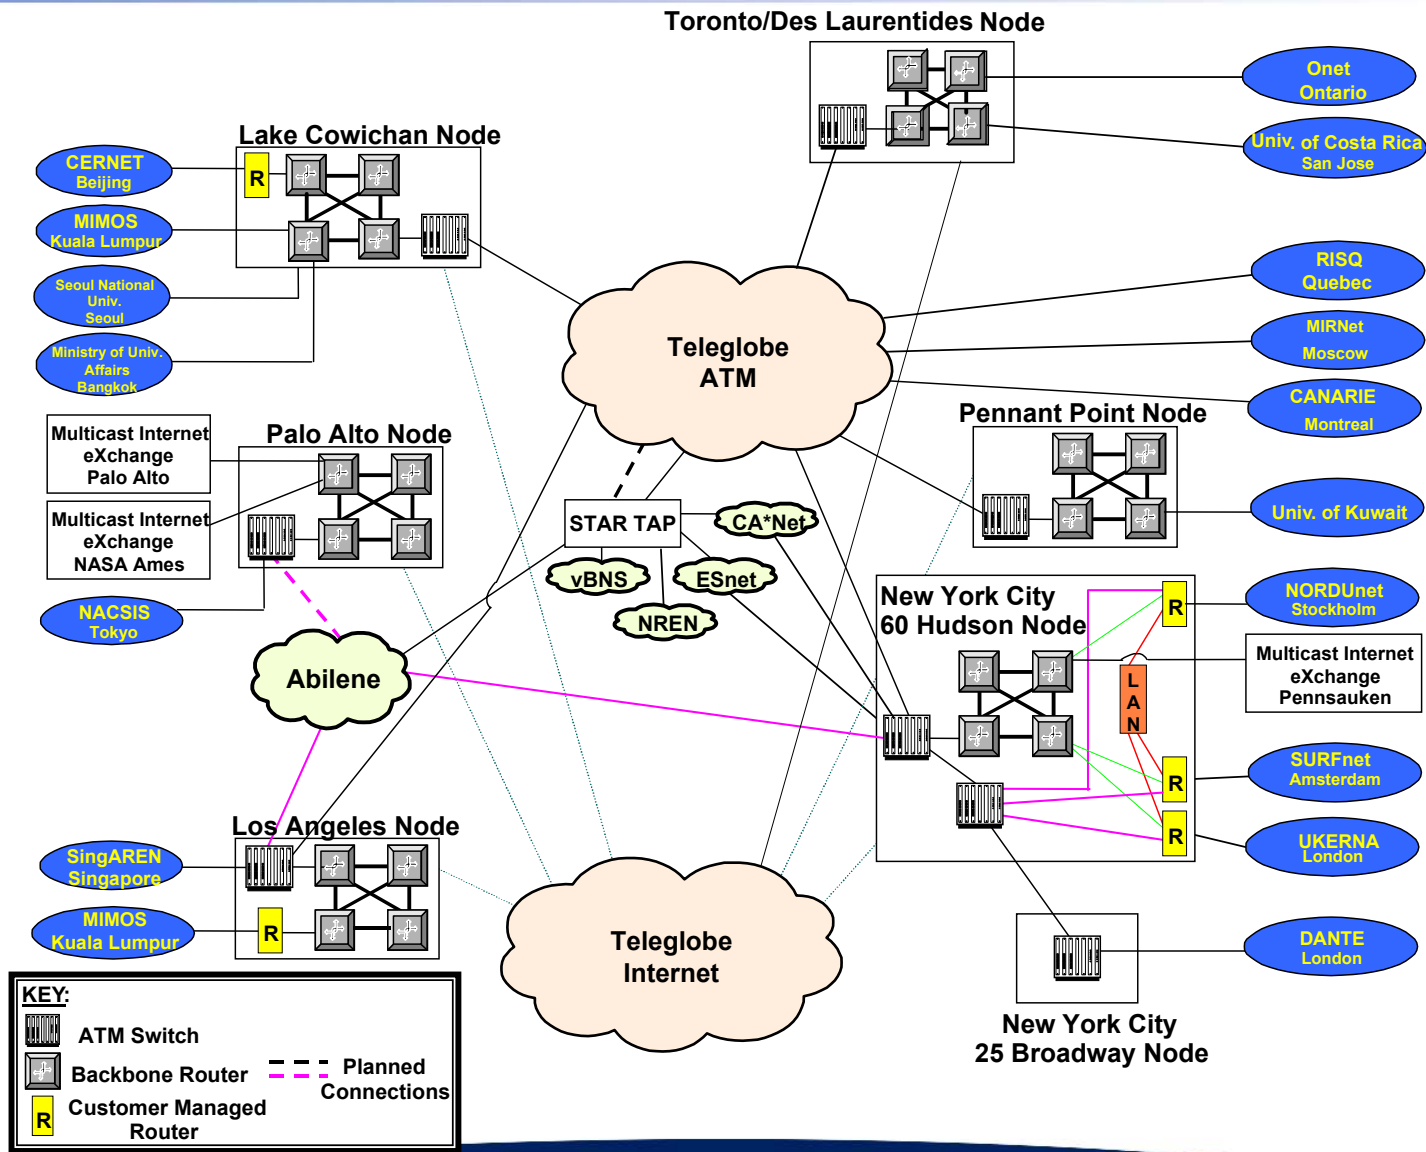 Toronto/Des Laurentides Node
Onet
Ontario
Univ. of Costa Rica
San Jose
Lake Cowichan Node
CERNET
Beijing
R
MIMOS
Kuala Lumpur
Seoul National
Univ.
Seoul
Ministry of Univ.
Affairs
Bangkok
Teleglobe
ATM
RISQ
Quebec
MIRNet
Moscow
CANARIE
Montreal
Palo Alto Node
Multicast Internet
eXchange
Palo Alto
Multicast Internet
eXchange
NASA Ames
NACSIS
Tokyo
Pennant Point Node
Univ. of Kuwait
STAR TAP
CA*Net
vBNS
ESnet
NREN
Abilene
New York City
60 Hudson Node
R
NORDUnet
Stockholm
Multicast Internet
eXchange
Pennsauken
L
A
N
R
SURFnet
Amsterdam
R
UKERNA
London
Los Angeles Node
SingAREN
Singapore
MIMOS
Kuala Lumpur
R
Teleglobe
Internet
DANTE
London
New York City
25 Broadway Node
KEY:
ATM Switch
Backbone Router
Planned
Connections
R
Customer Managed
Router